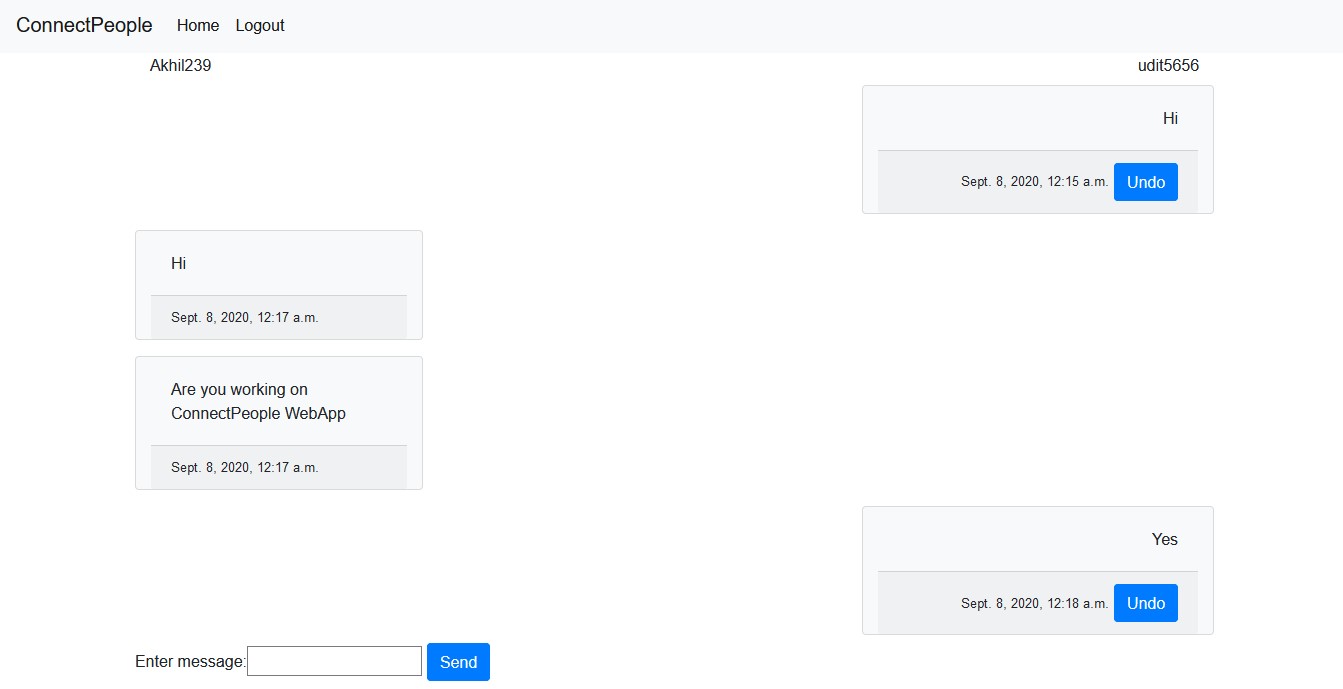 ConnectPeople Home Logout
Akhil239 udit5656
Hi
Sept. 8, 2020, 12:15 a.m. Undo
Hi
Sept. 8, 2020, 12:17 a.m.
Are you working on
ConnectPeople WebApp
Sept. 8, 2020, 12:17 a.m.
Yes
Sept. 8, 2020, 12:18 a.m. Undo
Enter message: Send